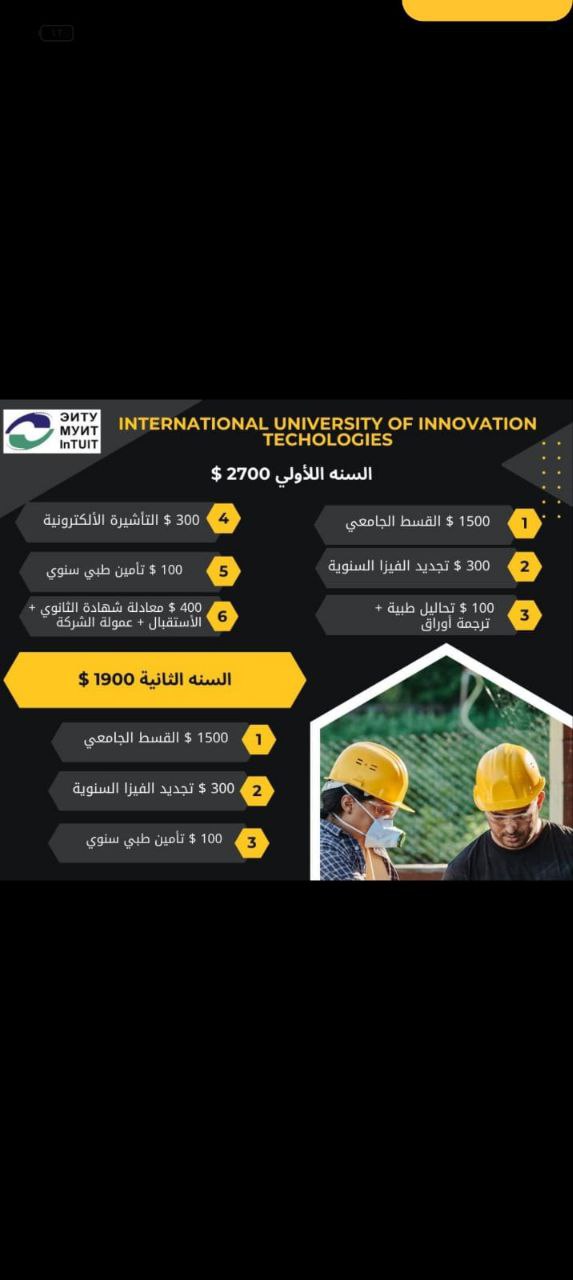 ЭИТУ
МУИТ
InTUIT
INTERNATIONAL UNIVERSITY OF INNOVATION
TECHOLOGIES
السنه اللأولي 2700 $
1
1500 $ القسط الجامعي
2
300 $ تجديد الفيزا السنوية
3
100 $ تحاليل طبية +
ترجمة أوراق
4
300 $ التأشيرة الألكترونية
5
100 $ تأمين طبي سنوي
6
400 $ معادلة شهادة الثانوي +
الأستقبال + عمولة الشركة
السنه الثانية 1900 $
1
1500 $ القسط الجامعي
2
300 $ تجديد الفيزا السنوية
3
100 $ تأمين طبي سنوي